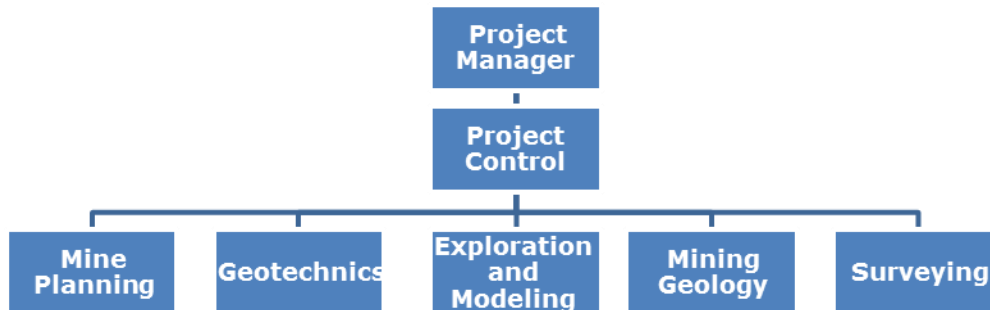 Project
Manager
Project
Control
Mine
Planning
Geotechnics
Exploration
and
Modeling
Mining
Geology
Surveying